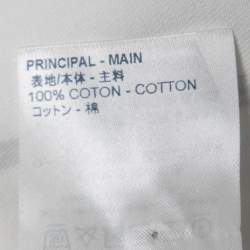 PRINCIPAL - MAIN
表地/本体 - 主料
100% COTON - COTTON
コットン - 棉